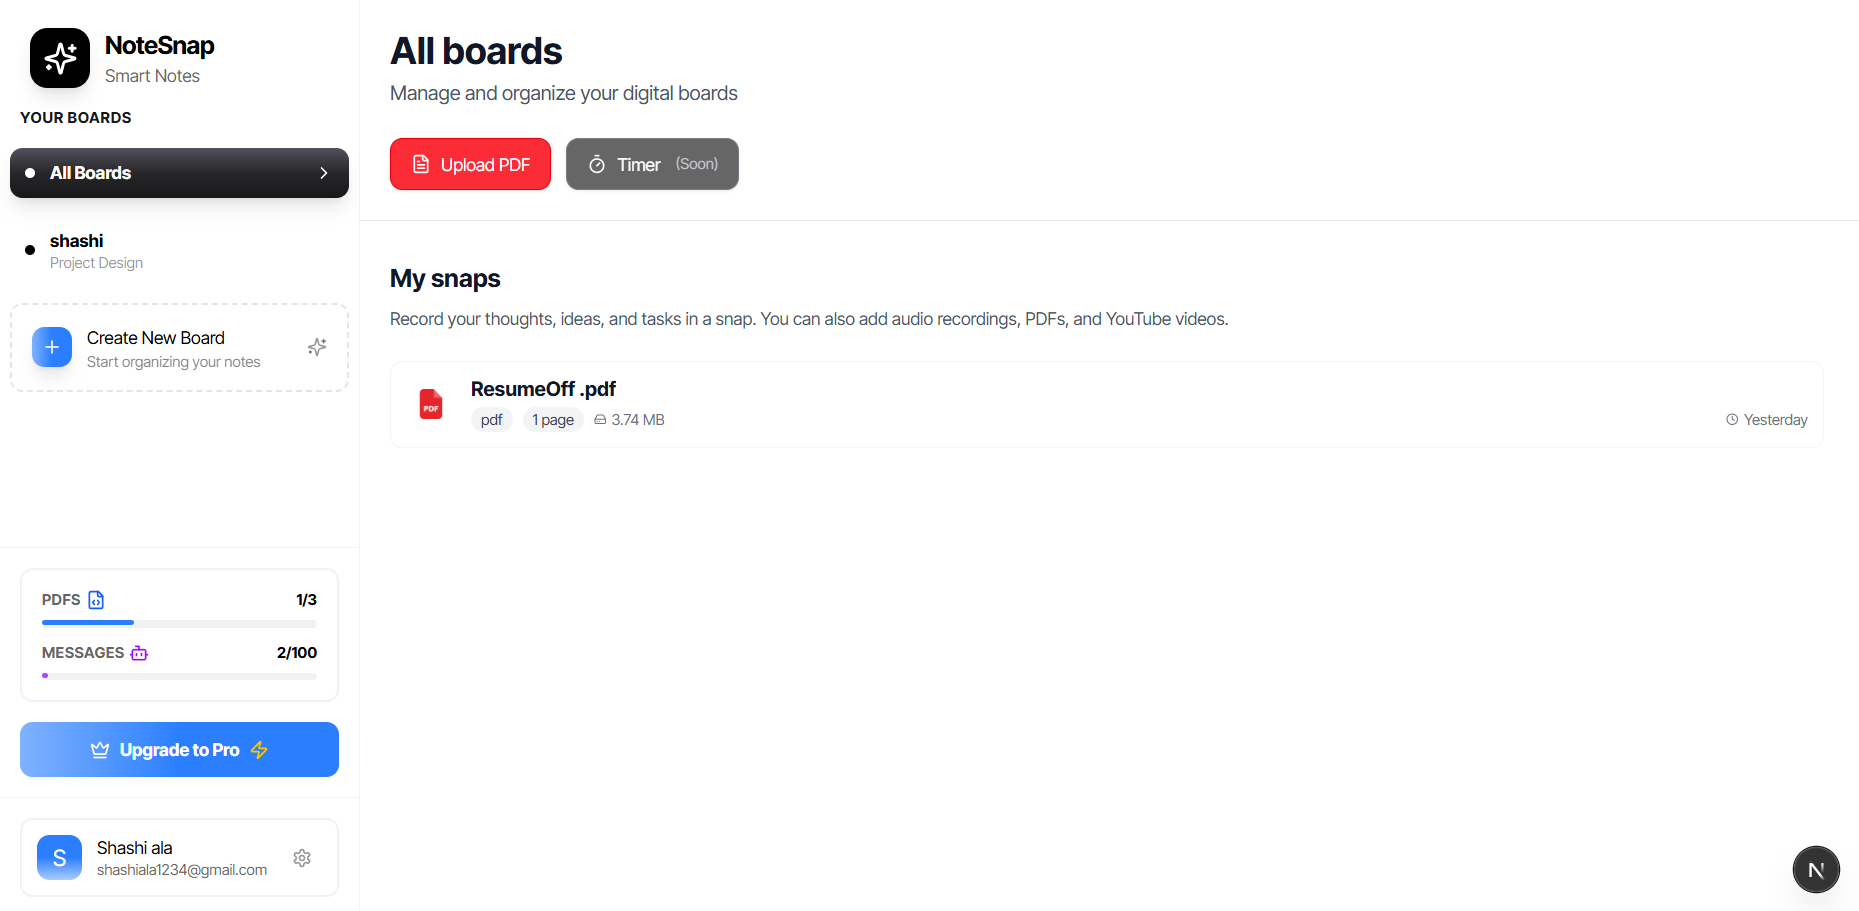 NoteSnap
Smart Notes
YOUR BOARDS
All Boards
shashi
Project Design
Create New Board
Start organizing your notes
PDFS 1/3
MESSAGES 2/100
Upgrade to Pro
S
Shashi ala
shashiala1234@gmail.com
All boards
Manage and organize your digital boards
Upload PDF
Timer (Soon)
My snaps
Record your thoughts, ideas, and tasks in a snap. You can also add audio recordings, PDFs, and YouTube videos.
PDF
ResumeOff .pdf
pdf 1 page 3.74 MB
Yesterday
N